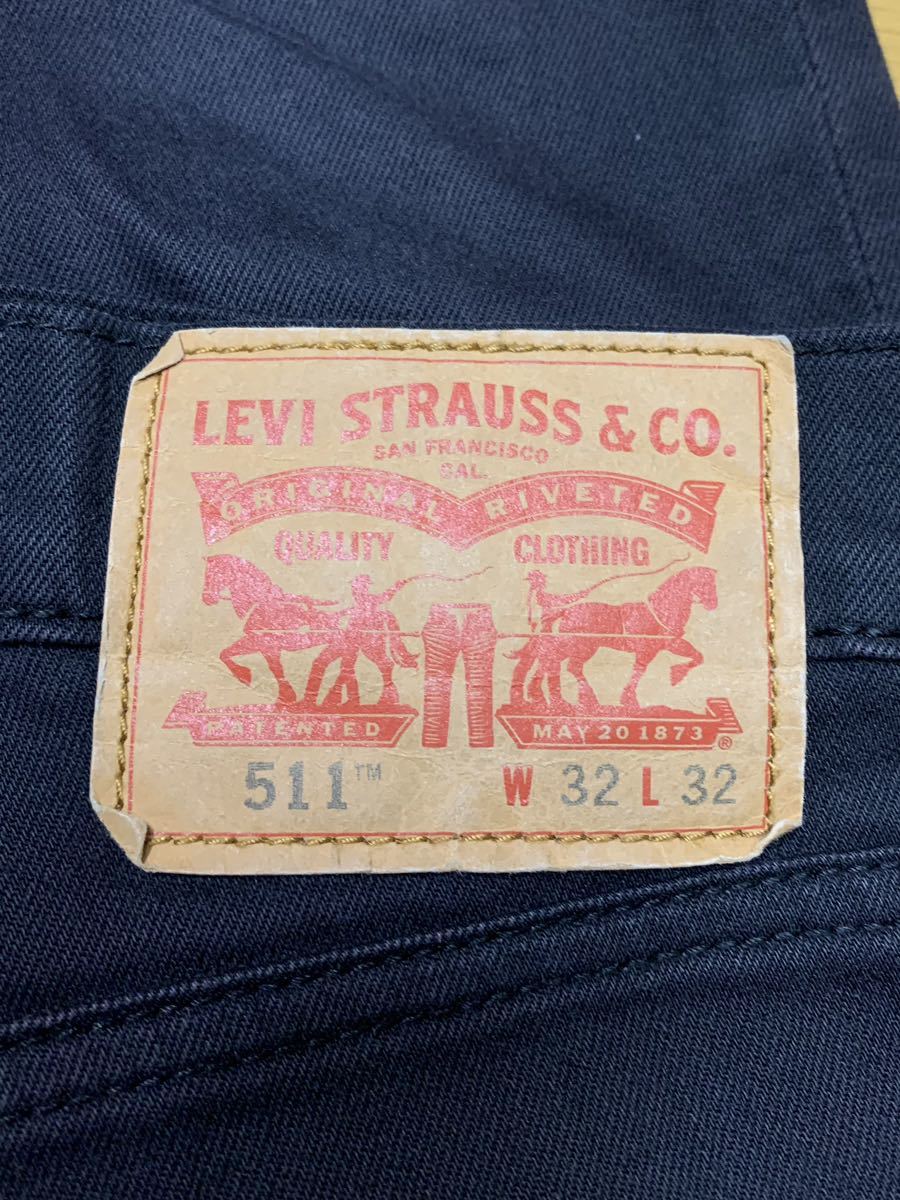 LEVI STRAUSS & CO.
SAN FRANCISCO
CAL.
ORIGINAL RIVETED
QUALITY CLOTHING
PATENTED MAY 20 1873 ®
511™ W 32 L 32